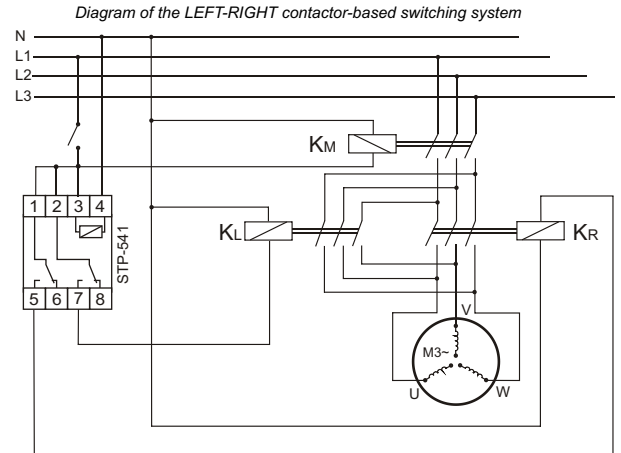 Diagram of the LEFT-RIGHT contactor-based switching system
N
L1
L2
L3
KM
1 2 3 4
STP-541
KL
KR
5 6 7 8
V
M3~
U
W